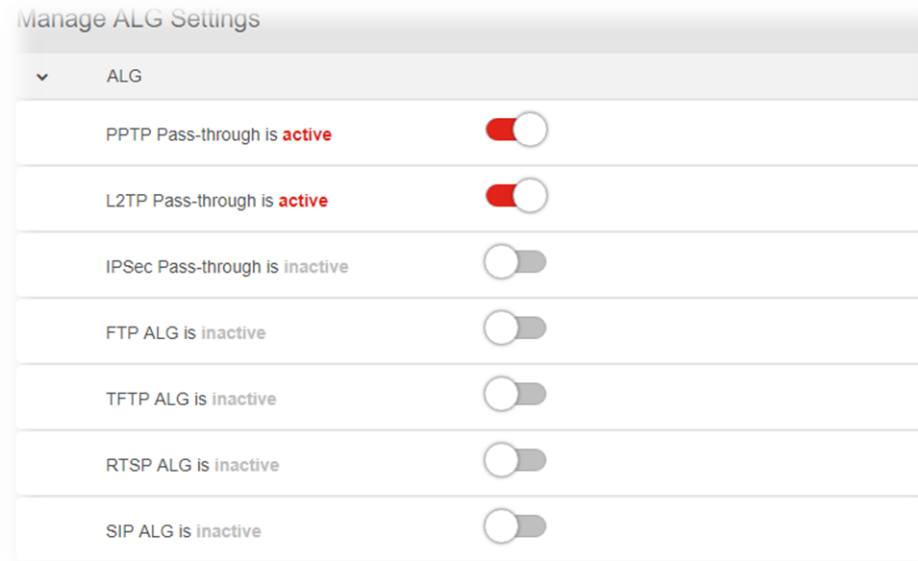 Manage ALG Settings
ALG
PPTP Pass-through is active
L2TP Pass-through is active
IPSec Pass-through is inactive
FTP ALG is inactive
TFTP ALG is inactive
RTSP ALG is inactive
SIP ALG is inactive